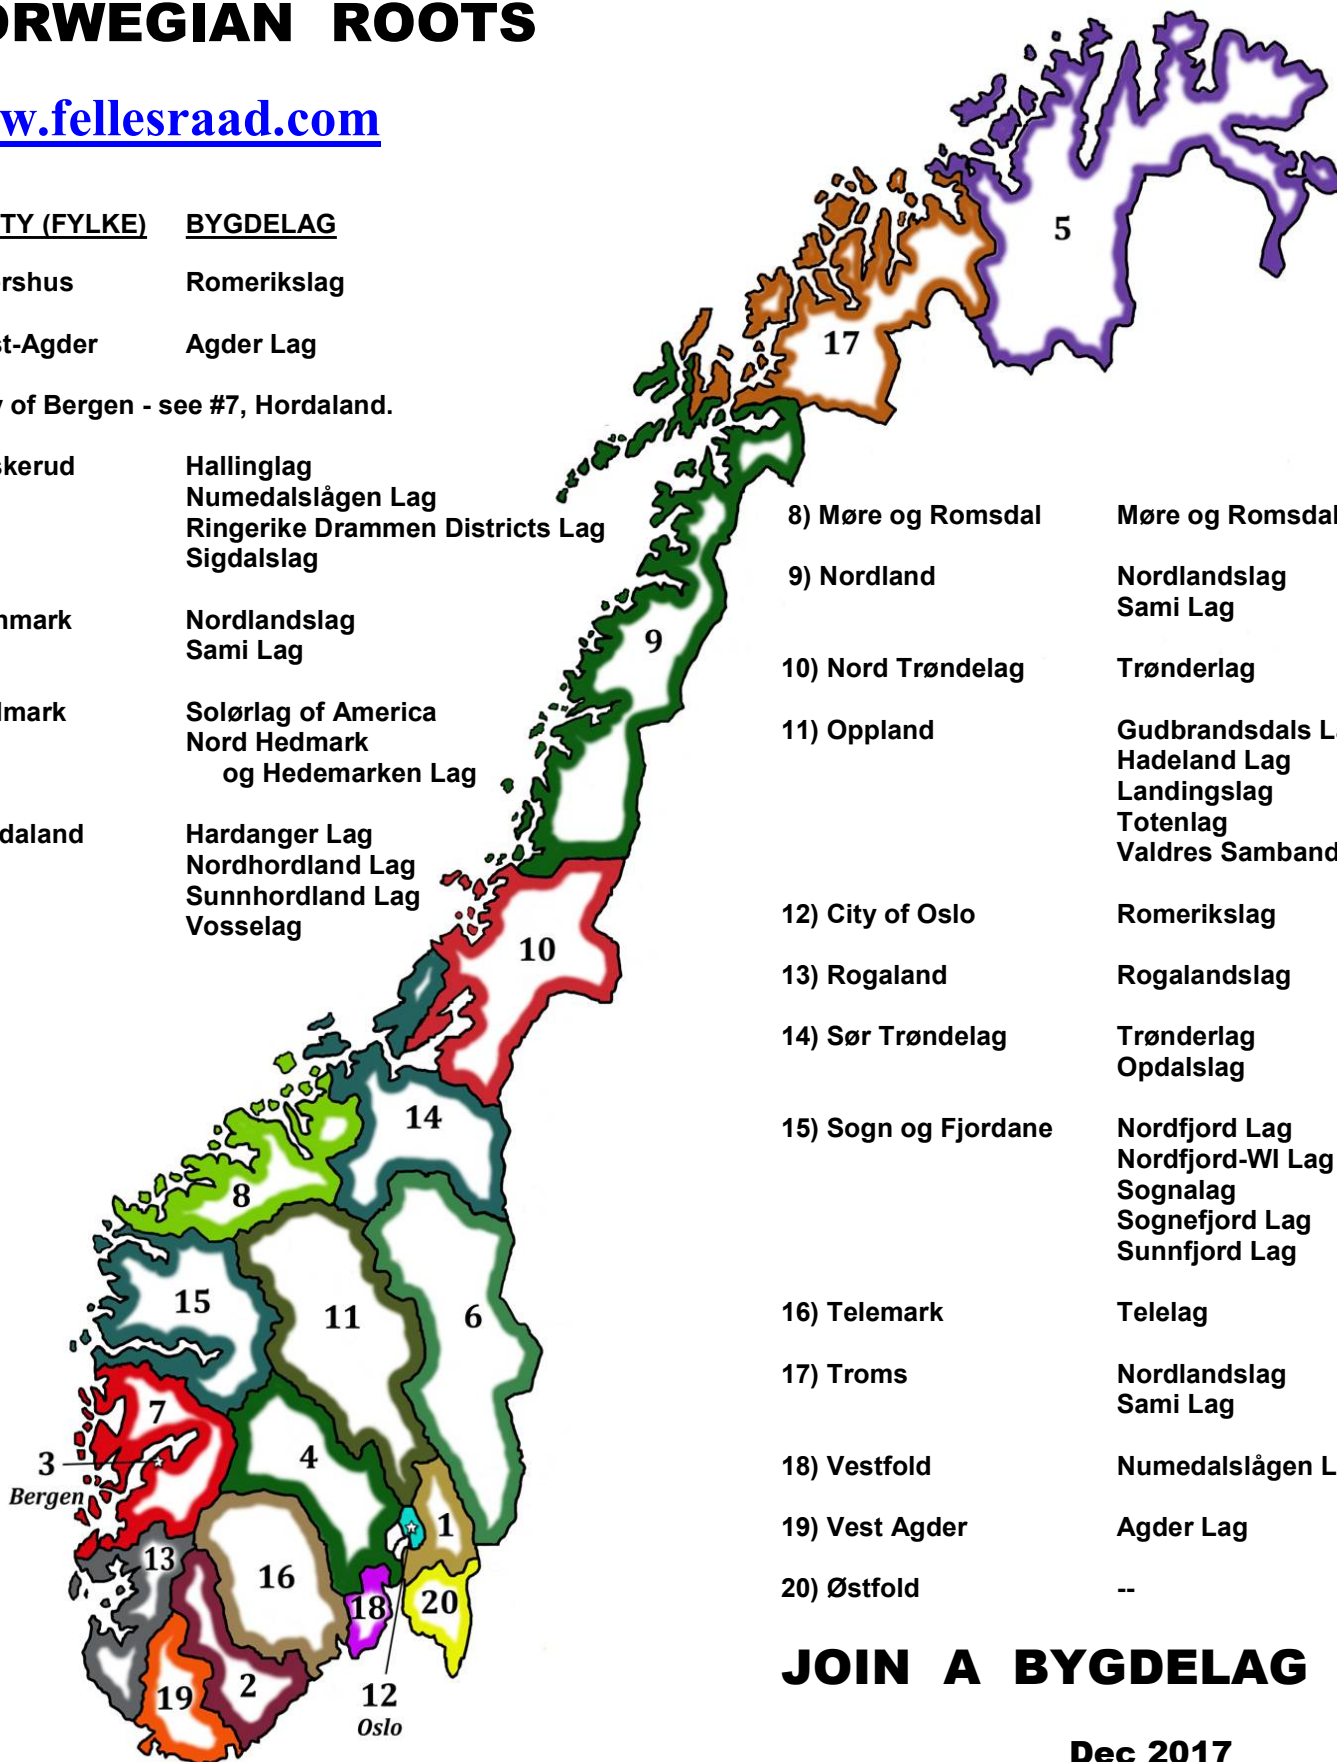 ORWEGIAN ROOTS
w.fellesraad.com
TY (FYLKE) BYGDELAG
rshus Romerikslag
st-Agder Agder Lag
y of Bergen - see #7, Hordaland.
skerud Hallinglag
Numedalslågen Lag
Ringerike Drammen Districts Lag
Sigdalslag
nmark Nordlandslag
Sami Lag
lmark Solørlag of America
Nord Hedmark
og Hedemarken Lag
daland Hardanger Lag
Nordhordland Lag
Sunnhordland Lag
Vosselag
8) Møre og Romsdal Møre og Romsdal
9) Nordland Nordlandslag
Sami Lag
10) Nord Trøndelag Trønderlag
11) Oppland Gudbrandsdals La
Hadeland Lag
Landingslag
Totenlag
Valdres Samband
12) City of Oslo Romerikslag
13) Rogaland Rogalandslag
14) Sør Trøndelag Trønderlag
Opdalslag
15) Sogn og Fjordane Nordfjord Lag
Nordfjord-WI Lag
Sognalag
Sognefjord Lag
Sunnfjord Lag
16) Telemark Telelag
17) Troms Nordlandslag
Sami Lag
18) Vestfold Numedalslågen L
19) Vest Agder Agder Lag
20) Østfold --
JOIN A BYGDELAG
Dec 2017
5
17
9
10
14
8
15
11
6
7
3
Bergen
4
1
13
16
18
20
2
19
12
Oslo